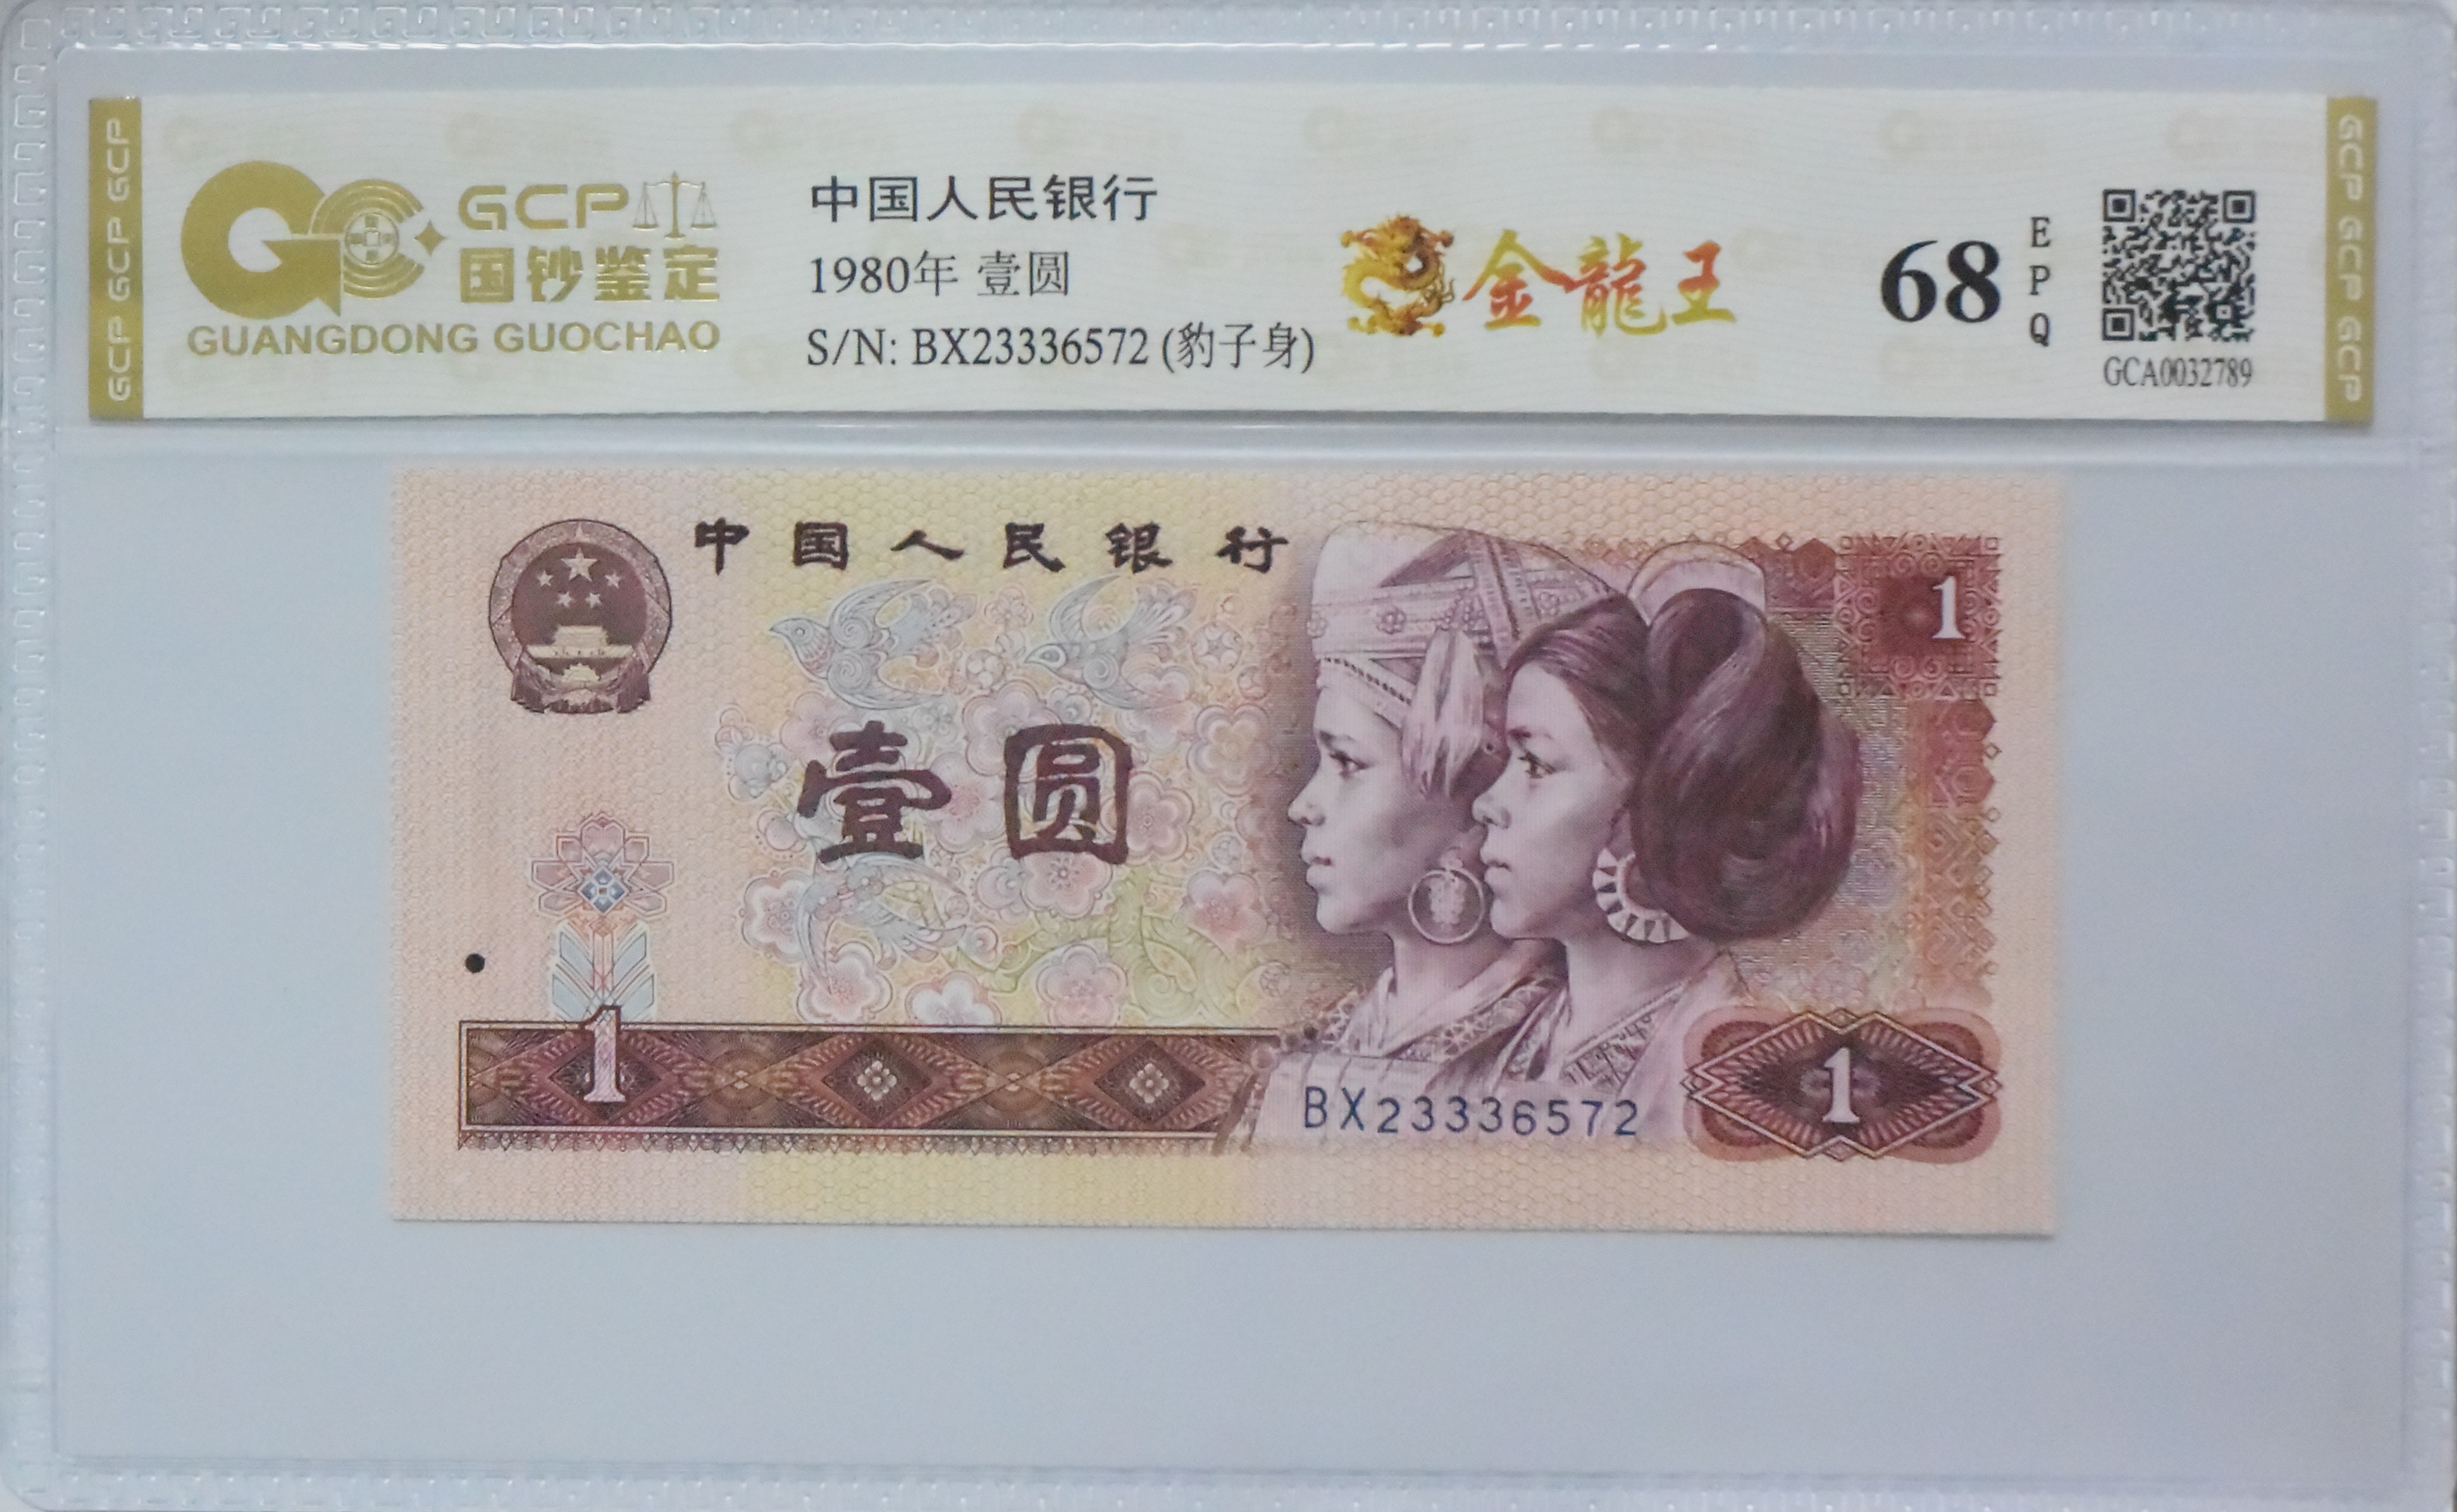 GCP GCP GCP
GCP
国钞鉴定
GUANGDONG GUOCHAO
中国人民银行
1980年 壹圆
S/N: BX23336572 (豹子身)
金龍王
68
E
P
Q
GCA0032789
GCP GCP GCP
中国人民银行
1
壹圆
1
BX23336572
1